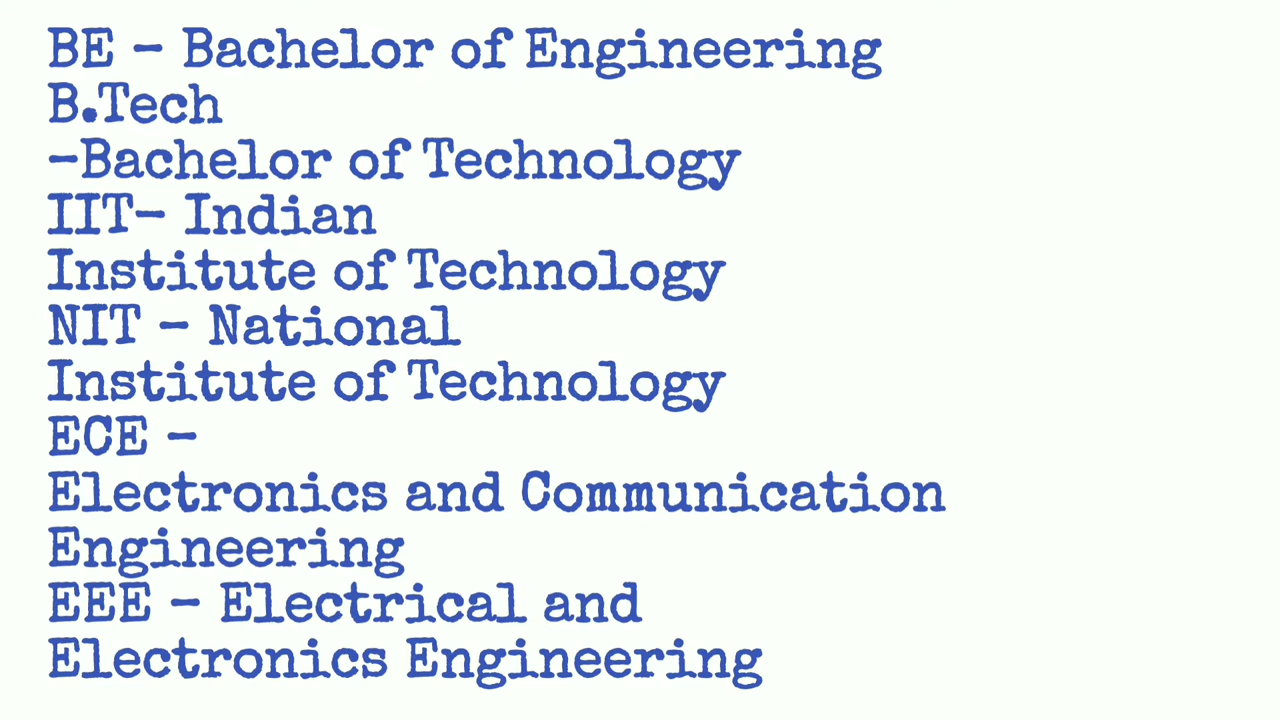 BE - Bachelor of Engineering
B.Tech
-Bachelor of Technology
IIT- Indian
Institute of Technology
NIT - National
Institute of Technology
ECE -
Electronics and Communication
Engineering
EEE - Electrical and
Electronics Engineering